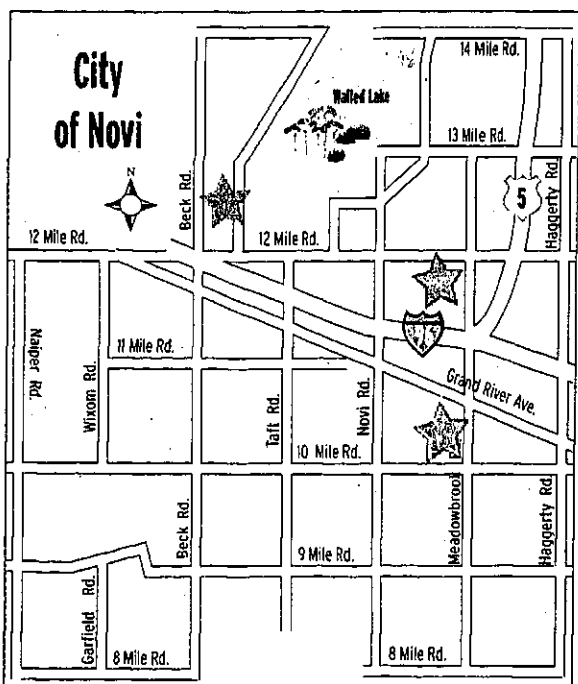 City
of Novi
14 Mile Rd.
Walled Lake
13 Mile Rd.
N
Beck Rd.
5
Haggerty Rd.
12 Mile Rd.
12 Mile Rd.
Naiper Rd.
Wixom Rd.
11 Mile Rd.
Taft Rd.
Novi Rd.
Grand River Ave.
10 Mile Rd.
Beck Rd.
Meadowbrook
Haggerty Rd.
9 Mile Rd.
Garfield Rd.
8 Mile Rd.
8 Mile Rd.